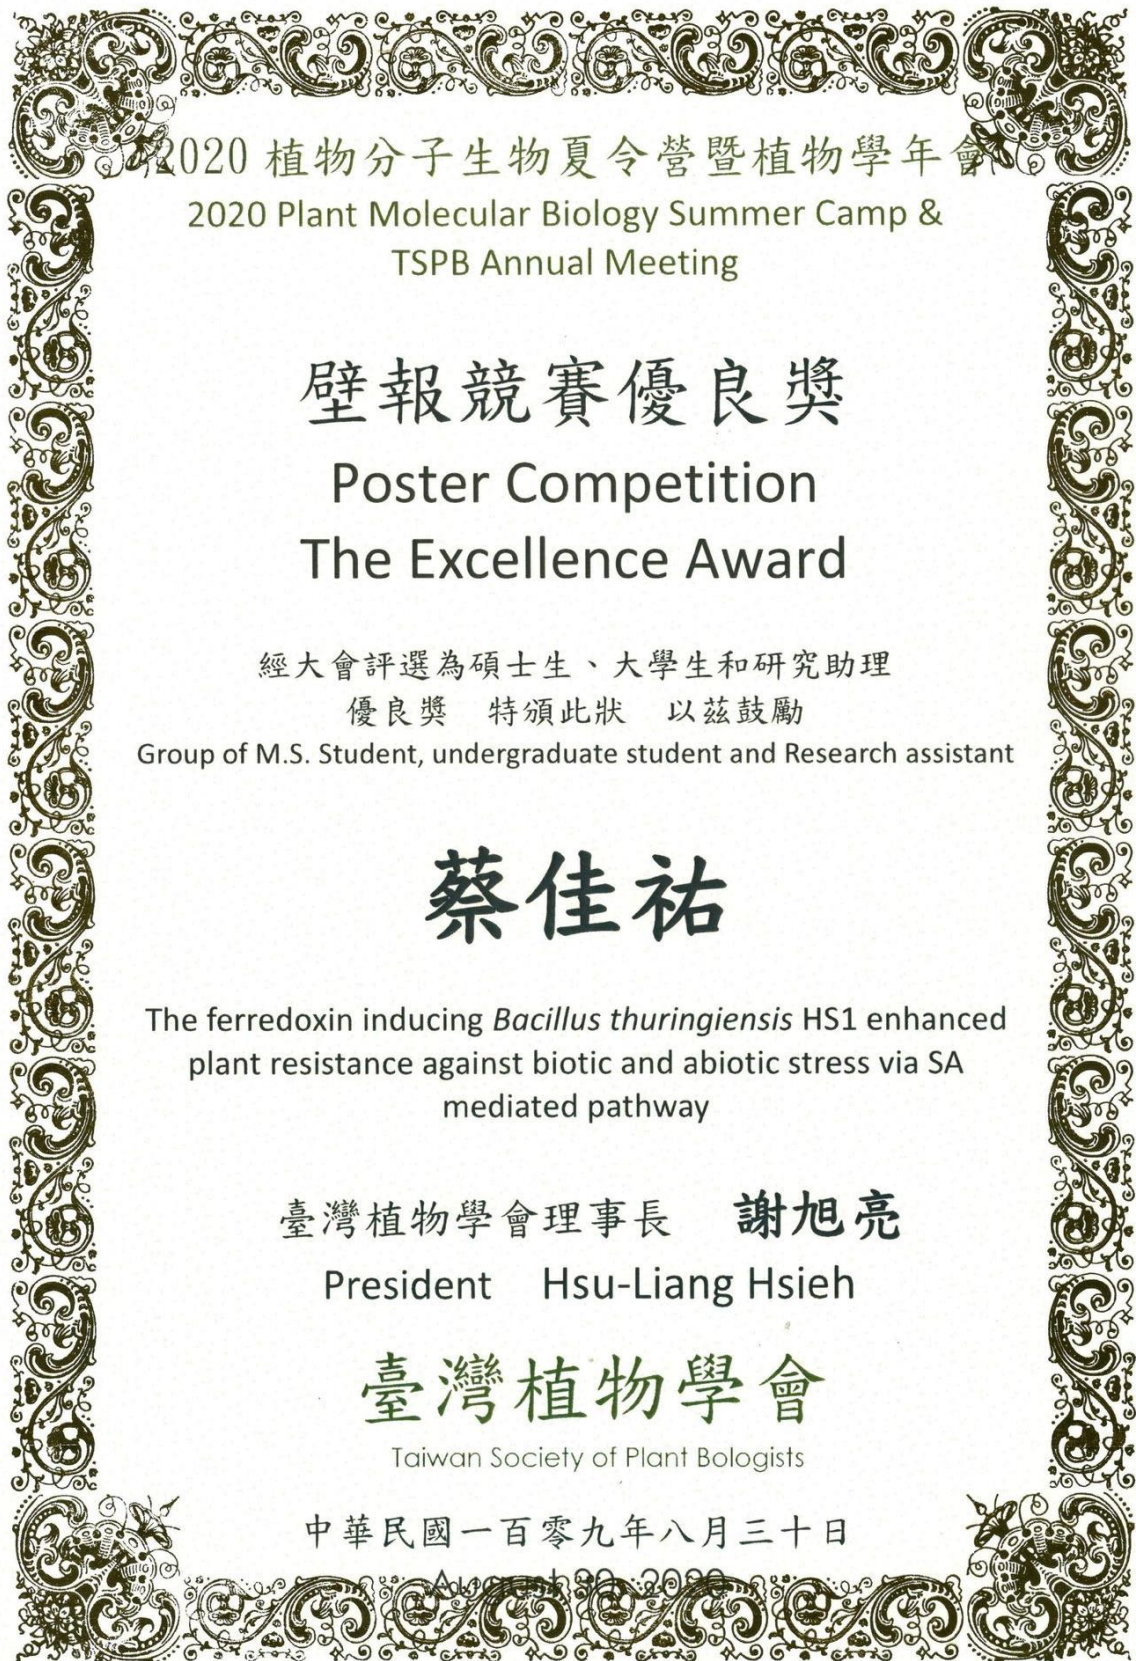 2020 植物分子生物夏令營暨植物學年會
2020 Plant Molecular Biology Summer Camp &
TSPB Annual Meeting
壁報競賽優良獎
Poster Competition
The Excellence Award
經大會評選為碩士生、大學生和研究助理
優良獎 特頒此狀 以茲鼓勵
Group of M.S. Student, undergraduate student and Research assistant
蔡佳祐
The ferredoxin inducing Bacillus thuringiensis HS1 enhanced
plant resistance against biotic and abiotic stress via SA
mediated pathway
臺灣植物學會理事長 謝旭亮
President Hsu-Liang Hsieh
臺灣植物學會
Taiwan Society of Plant Bologists
中華民國一百零九年八月三十日
August 30, 2020